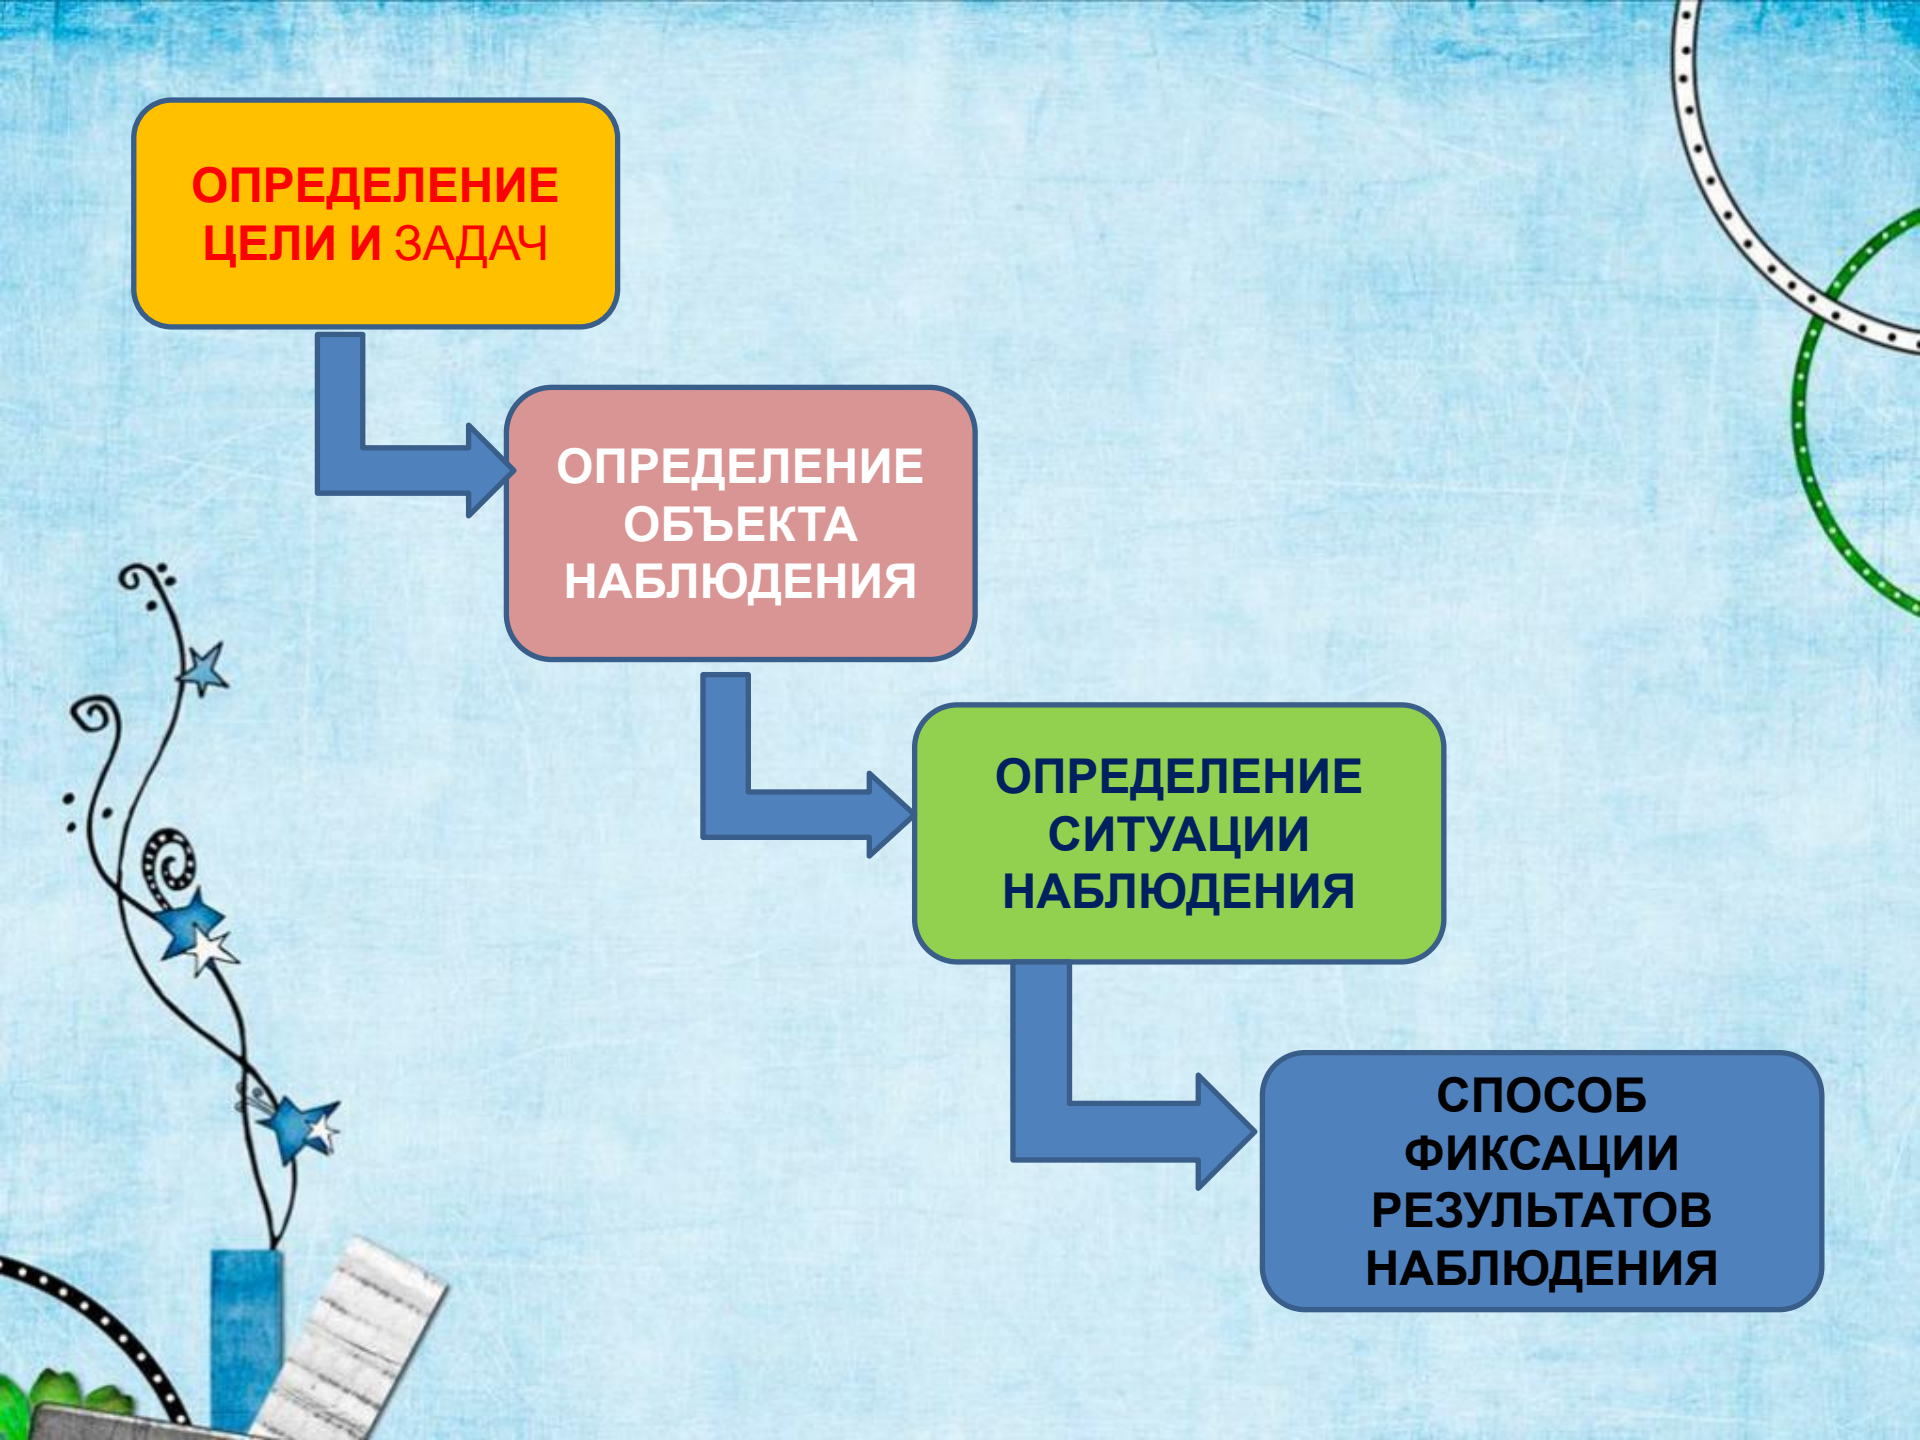 ОПРЕДЕЛЕНИЕ
ЦЕЛИ И ЗАДАЧ
ОПРЕДЕЛЕНИЕ
ОБЪЕКТА
НАБЛЮДЕНИЯ
ОПРЕДЕЛЕНИЕ
СИТУАЦИИ
НАБЛЮДЕНИЯ
СПОСОБ
ФИКСАЦИИ
РЕЗУЛЬТАТОВ
НАБЛЮДЕНИЯ